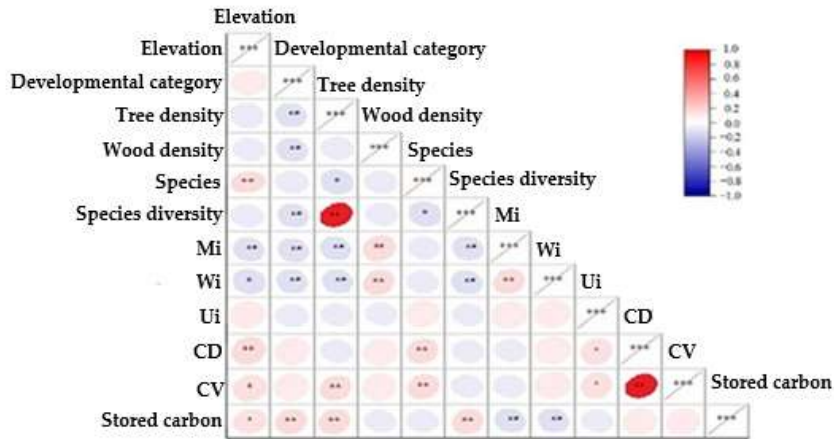 Elevation
Elevation *** Developmental category
Developmental category *** Tree density
Tree density ** *** Wood density
Wood density ** *** Species
Species ** * *** Species diversity
Species diversity ** ** * *** Mi
Mi ** ** ** ** ** *** Wi
Wi * ** ** ** ** ** *** Ui
Ui *** CD
CD ** ** * *** CV
CV * ** ** * ** *** Stored carbon
Stored carbon * ** ** ** ** ** ***
1.0
0.8
0.6
0.4
0.2
0.0
−0.2
−0.4
−0.6
−0.8
−1.0